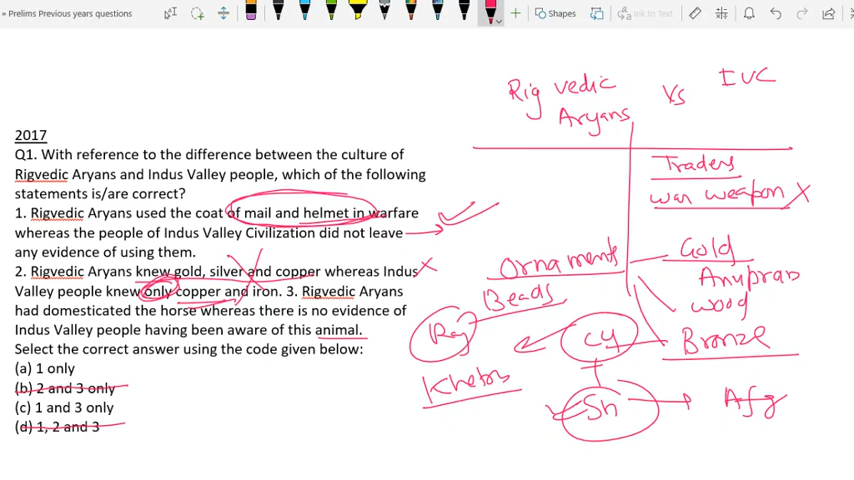 » Prelims Previous years questions
Shapes
Ink to Text
Rig vedic
Aryans
Vs
IVC
2017
Q1. With reference to the difference between the culture of
Rigvedic Aryans and Indus Valley people, which of the following
statements is/are correct?
1. Rigvedic Aryans used the coat of mail and helmet in warfare
whereas the people of Indus Valley Civilization did not leave
any evidence of using them.
2. Rigvedic Aryans knew gold, silver and copper whereas Indus
Valley people knew only copper and iron. 3. Rigvedic Aryans
had domesticated the horse whereas there is no evidence of
Indus Valley people having been aware of this animal.
Select the correct answer using the code given below:
(a) 1 only
(b) 2 and 3 only
(c) 1 and 3 only
(d) 1, 2 and 3
Traders
war weapon X
Ornaments
Beads
Gold
wood
Bronze
Raj
Cu
+
Khetri
Sn
Afg